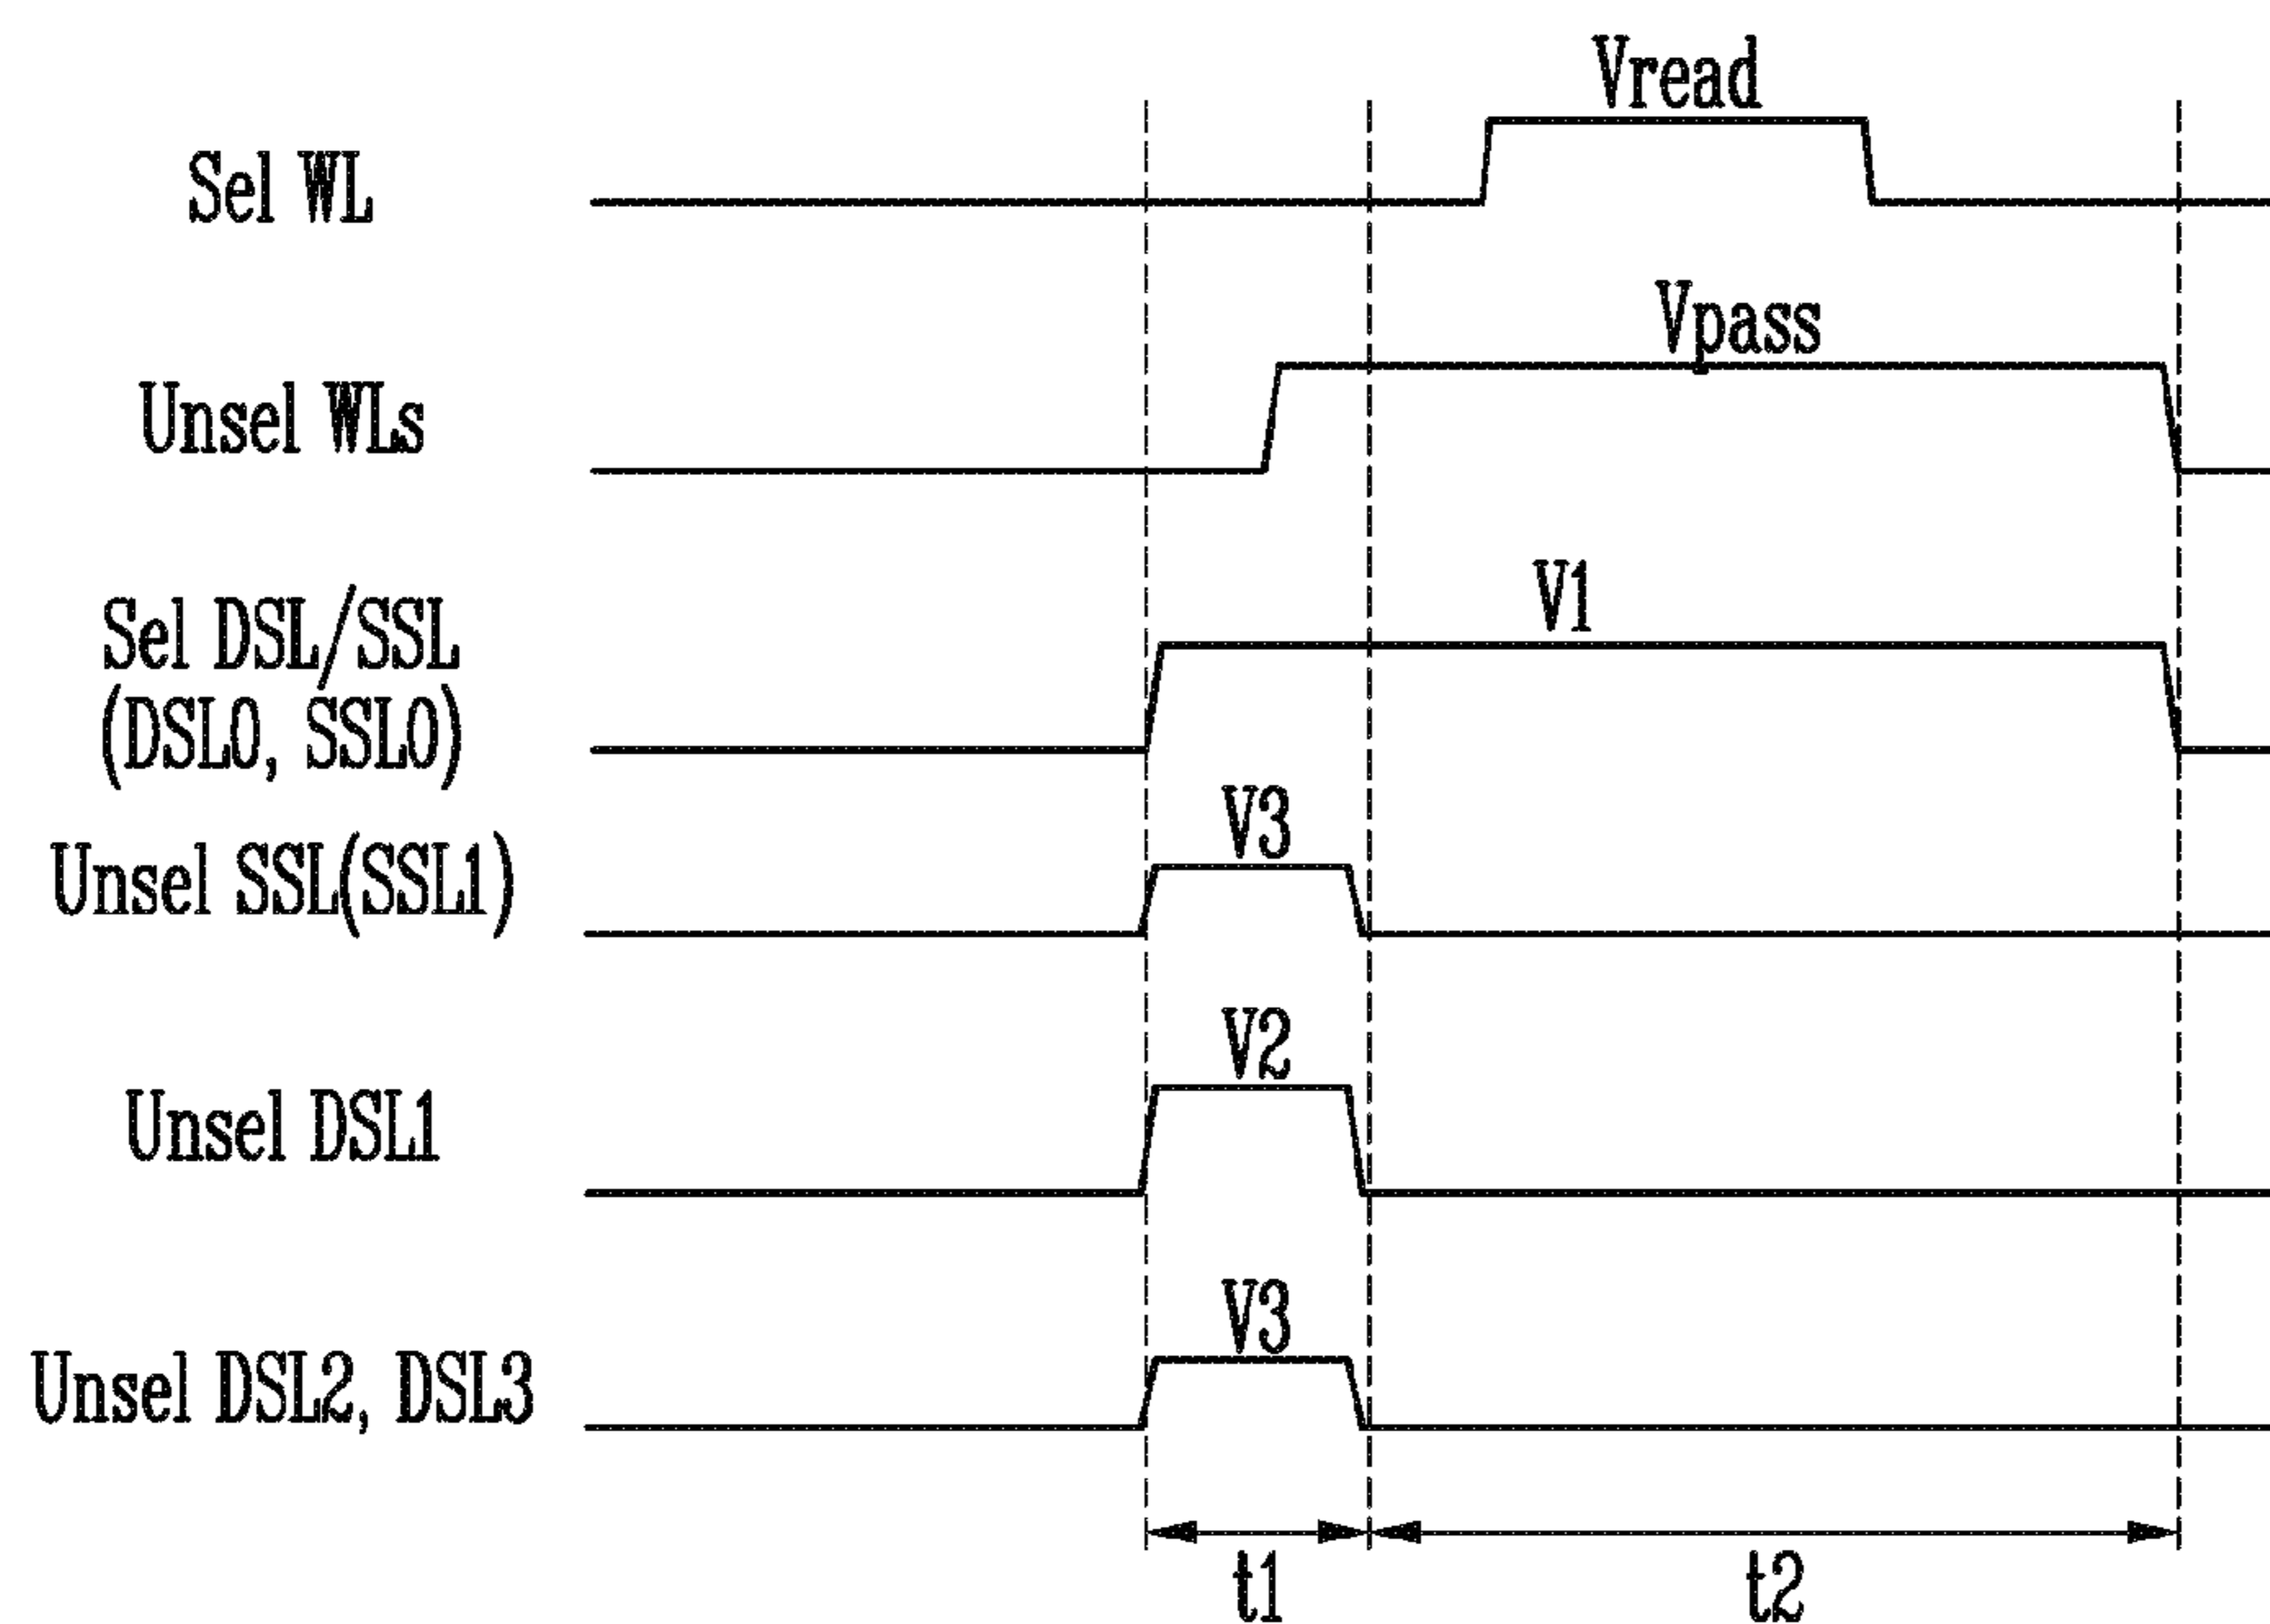 Vread
Sel WL
Vpass
Unsel WLs
V1
Sel DSL/SSL
(DSL0, SSL0)
V3
Unsel SSL(SSL1)
V2
Unsel DSL1
V3
Unsel DSL2, DSL3
t1 t2